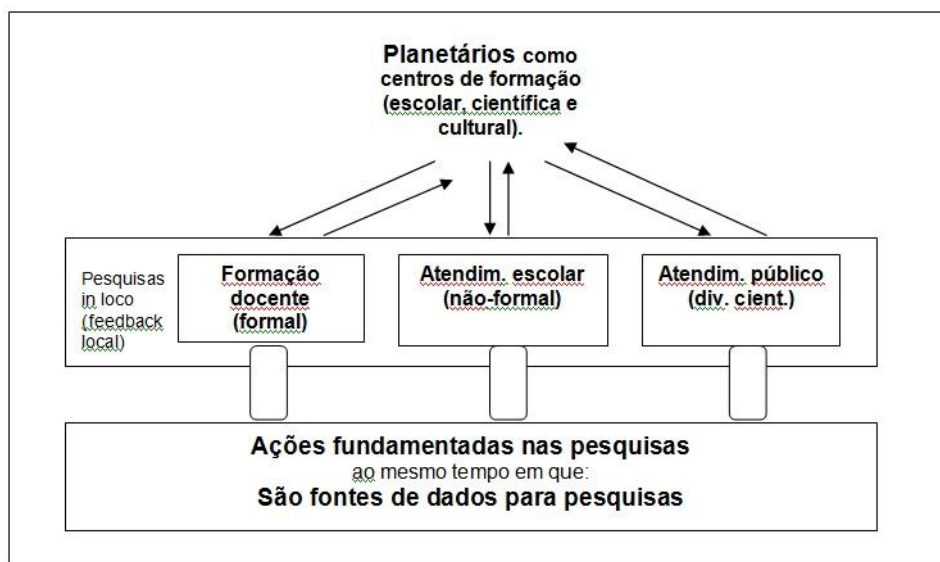 Planetários como
centros de formação
(escolar, científica e
cultural).
Pesquisas
in loco
(feedback
local)
Formação
docente
(formal)
Atendim. escolar
(não-formal)
Atendim. público
(div. cient.)
Ações fundamentadas nas pesquisas
ao mesmo tempo em que:
São fontes de dados para pesquisas